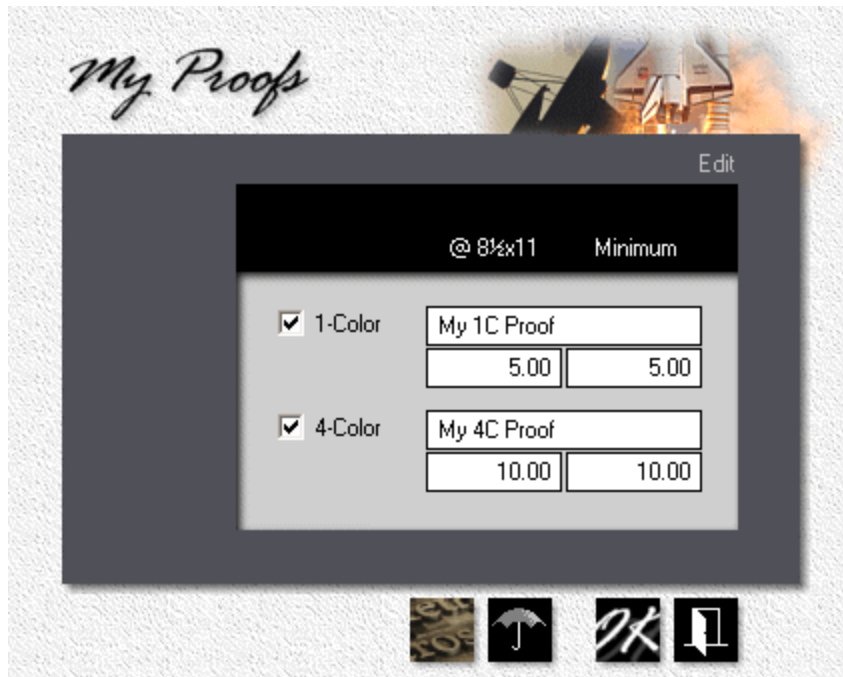 My Proofs
Edit
@ 8½x11 Minimum
1-Color My 1C Proof
5.00 5.00
4-Color My 4C Proof
10.00 10.00
OK